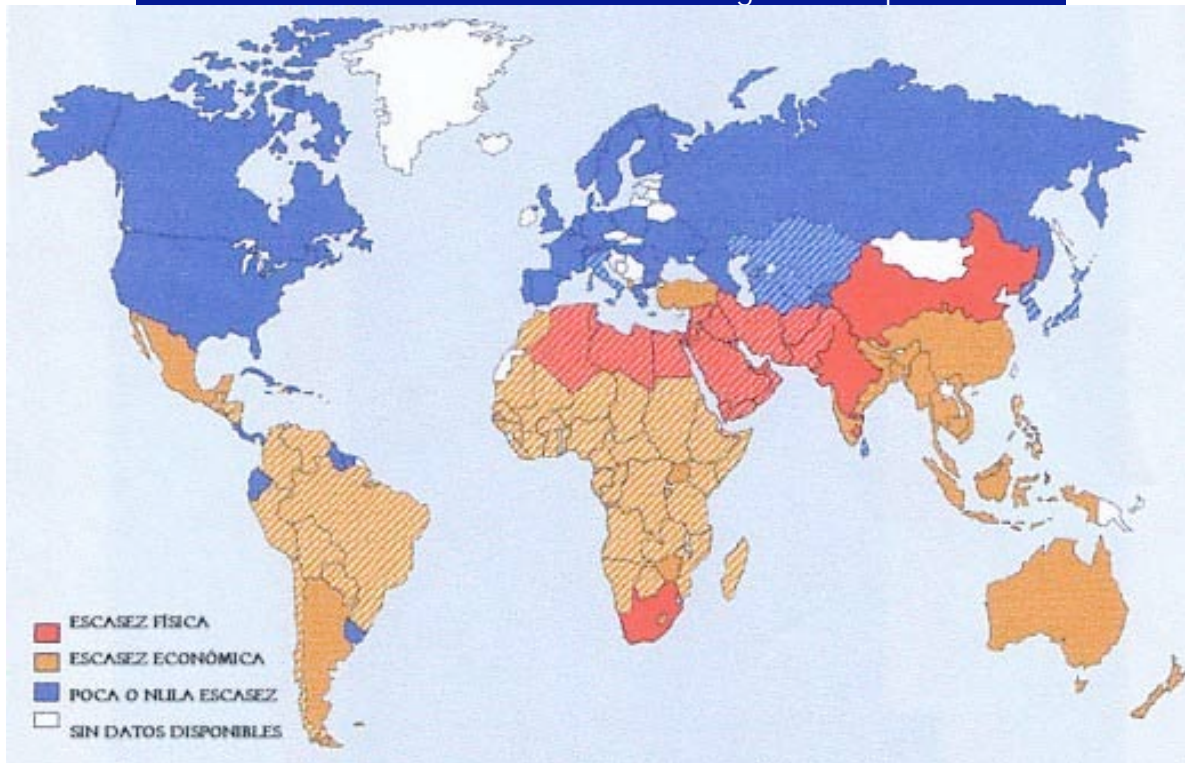 ESCASEZ FÍSICA
ESCASEZ ECONÓMICA
POCA O NULA ESCASEZ
SIN DATOS DISPONIBLES